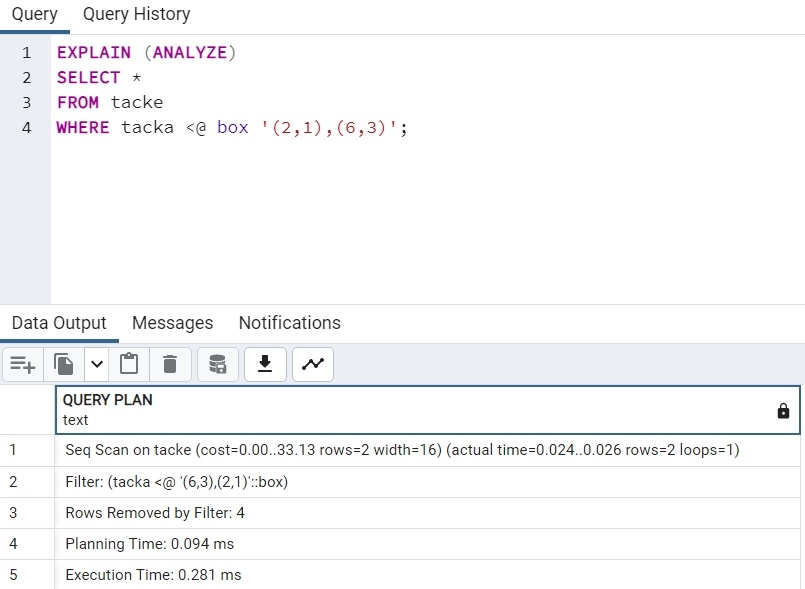 Query Query History
1 EXPLAIN (ANALYZE)
2 SELECT *
3 FROM tacke
4 WHERE tacka <@ box '(2,1),(6,3)';
Data Output Messages Notifications
QUERY PLAN
text
1 Seq Scan on tacke (cost=0.00..33.13 rows=2 width=16) (actual time=0.024..0.026 rows=2 loops=1)
2 Filter: (tacka <@ '(6,3),(2,1)'::box)
3 Rows Removed by Filter: 4
4 Planning Time: 0.094 ms
5 Execution Time: 0.281 ms